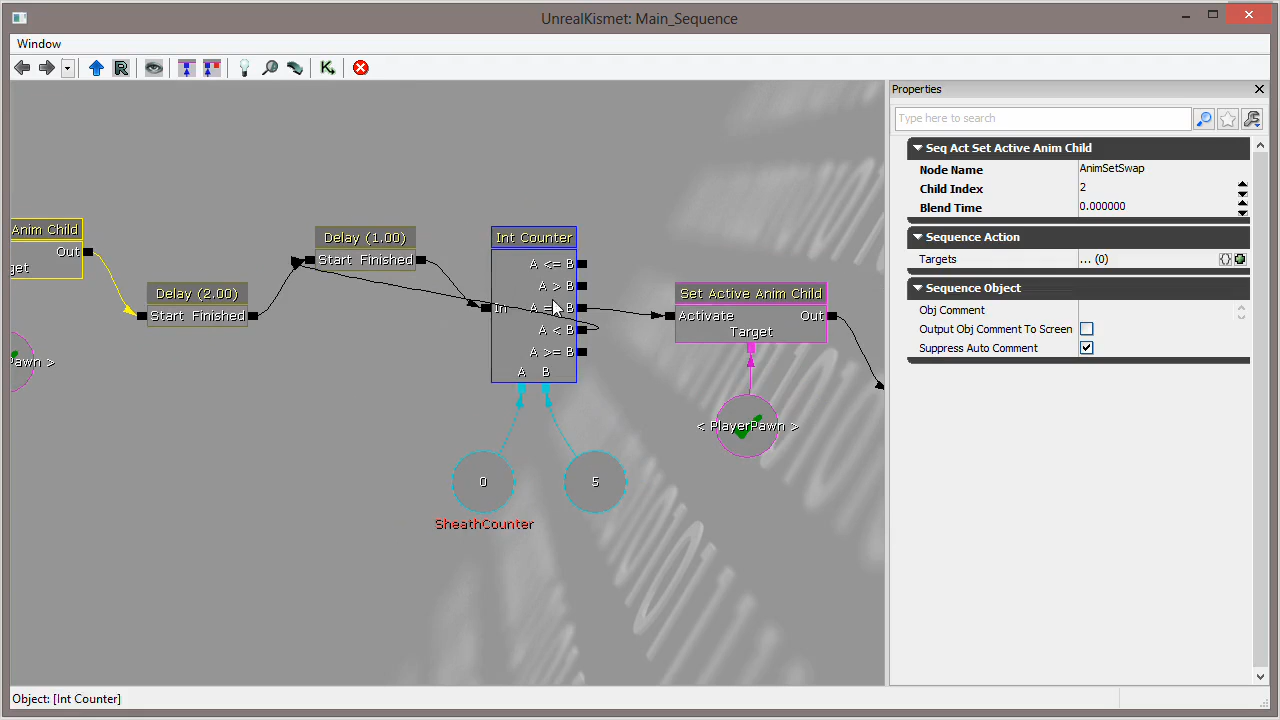 UnrealKismet: Main_Sequence
Window
Anim Child
Out
get
Pawn >
Delay (2.00)
Start Finished
Delay (1.00)
Start Finished
Int Counter
A <= B
A > B
In
A == B
A < B
A >= B
A B
0
SheathCounter
5
Set Active Anim Child
Activate Out
Target
< PlayerPawn >
Properties
Type here to search
Seq Act Set Active Anim Child
Node Name AnimSetSwap
Child Index 2
Blend Time 0.000000
Sequence Action
Targets ... (0)
Sequence Object
Obj Comment
Output Obj Comment To Screen
Suppress Auto Comment
Object: [Int Counter]